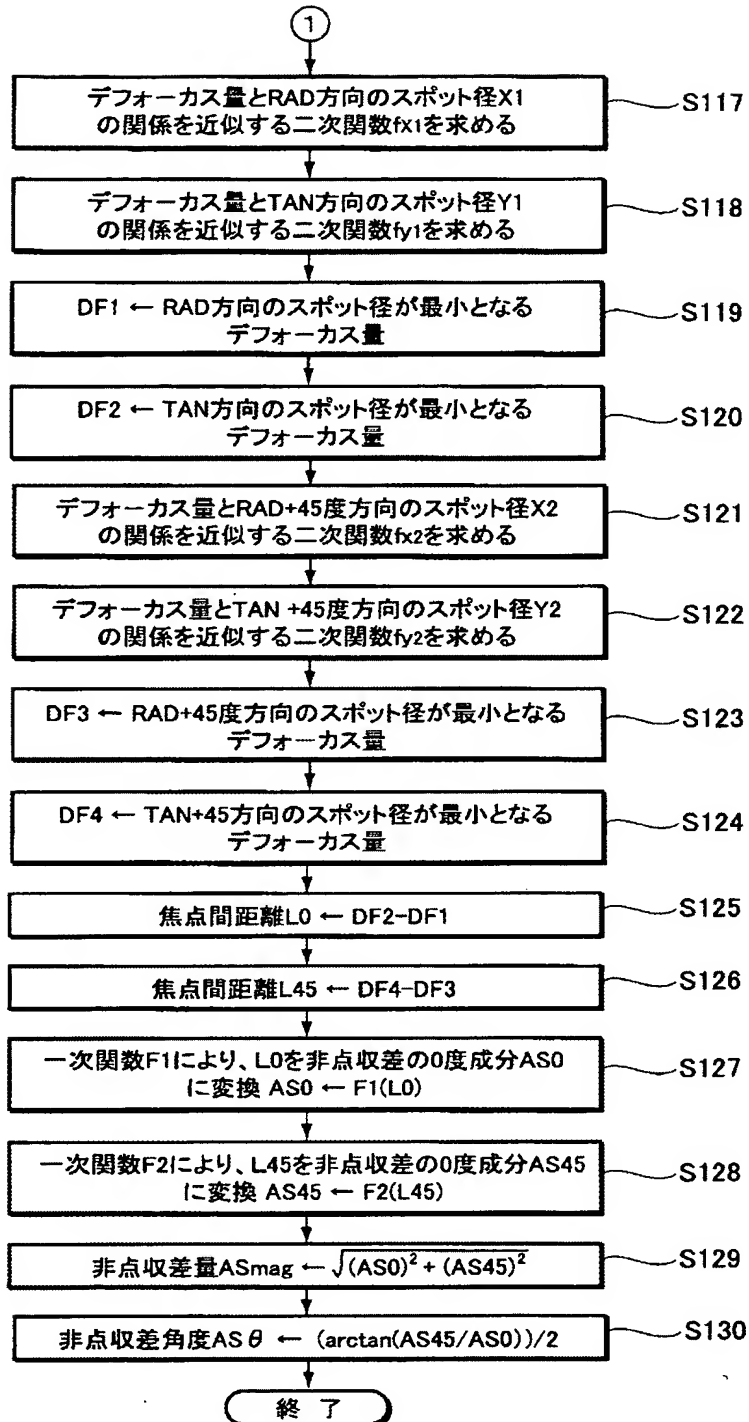 1
デフォーカス量とRAD方向のスポット径X1
の関係を近似する二次関数fx1を求める
S117
デフォーカス量とTAN方向のスポット径Y1
の関係を近似する二次関数fy1を求める
S118
DF1 ← RAD方向のスポット径が最小となる
デフォーカス量
S119
DF2 ← TAN方向のスポット径が最小となる
デフォーカス量
S120
デフォーカス量とRAD+45度方向のスポット径X2
の関係を近似する二次関数fx2を求める
S121
デフォーカス量とTAN +45度方向のスポット径Y2
の関係を近似する二次関数fy2を求める
S122
DF3 ← RAD+45度方向のスポット径が最小となる
デフォーカス量
S123
DF4 ← TAN+45方向のスポット径が最小となる
デフォーカス量
S124
焦点間距離L0 ← DF2-DF1
S125
焦点間距離L45 ← DF4-DF3
S126
一次関数F1により、L0を非点収差の0度成分AS0
に変換 AS0 ← F1(L0)
S127
一次関数F2により、L45を非点収差の0度成分AS45
に変換 AS45 ← F2(L45)
S128
非点収差量ASmag ← √(AS0)² + (AS45)²
S129
非点収差角度ASθ ← (arctan(AS45/AS0))/2
S130
終 了